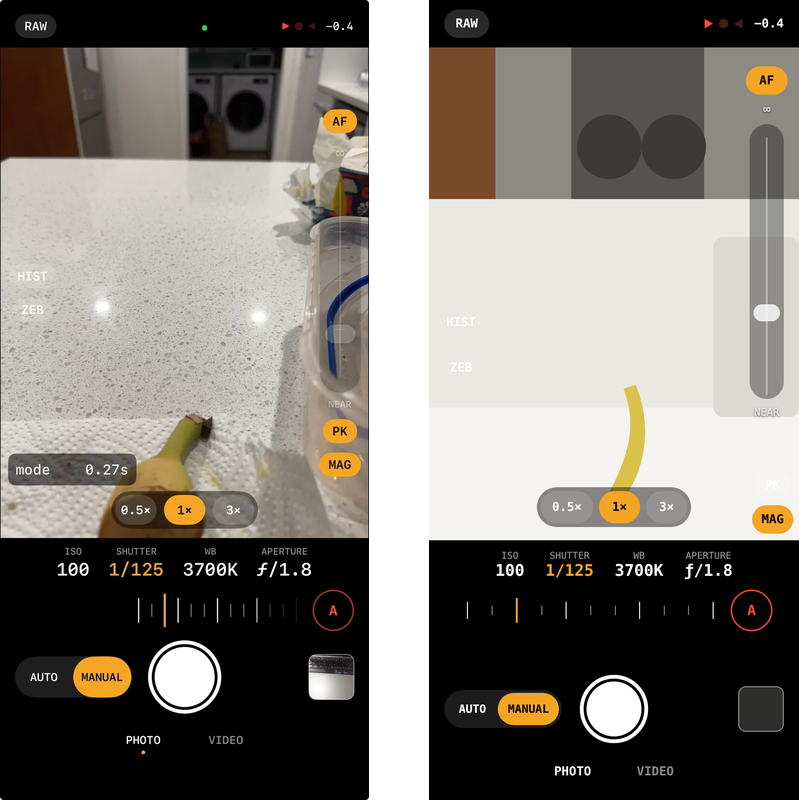 RAW
-0.4
AF
∞
HIST
ZEB
NEAR
PK
MAG
mode 0.27s
0.5× 1× 3×
ISO SHUTTER WB APERTURE
100 1/125 3700K ƒ/1.8
A
AUTO MANUAL
PHOTO VIDEO
RAW
-0.4
AF
∞
HIST
ZEB
NEAR
PK
MAG
0.5× 1× 3×
ISO SHUTTER WB APERTURE
100 1/125 3700K ƒ/1.8
A
AUTO MANUAL
PHOTO VIDEO